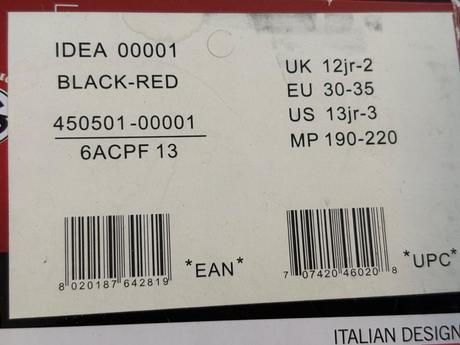 IDEA 00001
BLACK-RED
450501-00001
6ACPF 13
UK 12jr-2
EU 30-35
US 13jr-3
MP 190-220
8 020187 642819
*EAN*
7 07420 46020 8
*UPC*
ITALIAN DESIGN